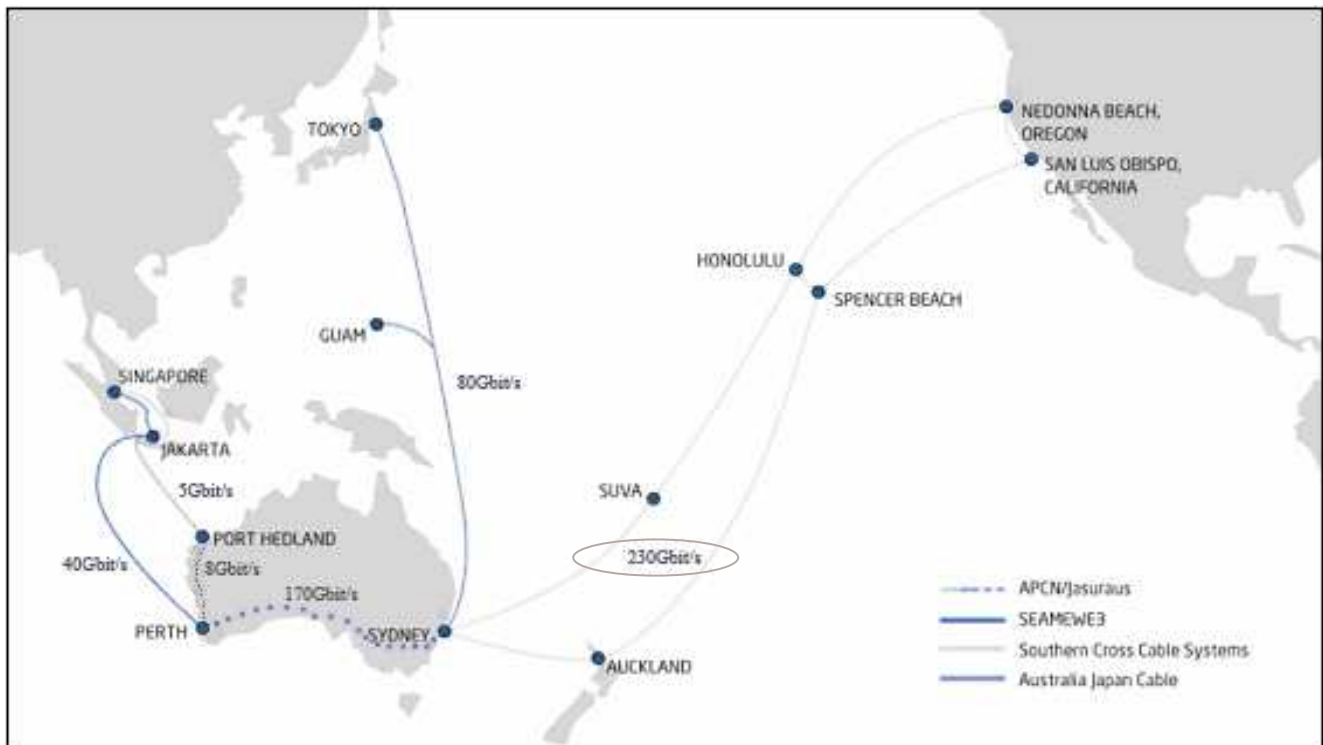 TOKYO
NEDONNA BEACH,
OREGON
SAN LUIS OBISPO,
CALIFORNIA
HONOLULU
SPENCER BEACH
GUAM
SINGAPORE
80Gbit/s
JAKARTA
5Gbit/s
SUVA
PORT HEDLAND
40Gbit/s
8Gbit/s
230Gbit/s
170Gbit/s
PERTH
SYDNEY
AUCKLAND
APCN/Jasuraus
SEAMEWE3
Southern Cross Cable Systems
Australia Japan Cable